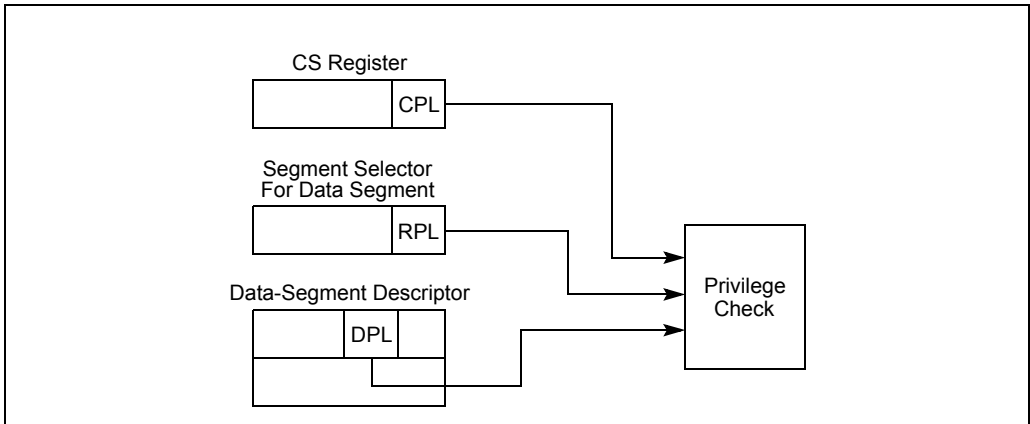 CS Register
CPL
Segment Selector
For Data Segment
RPL
Data-Segment Descriptor
DPL
Privilege
Check